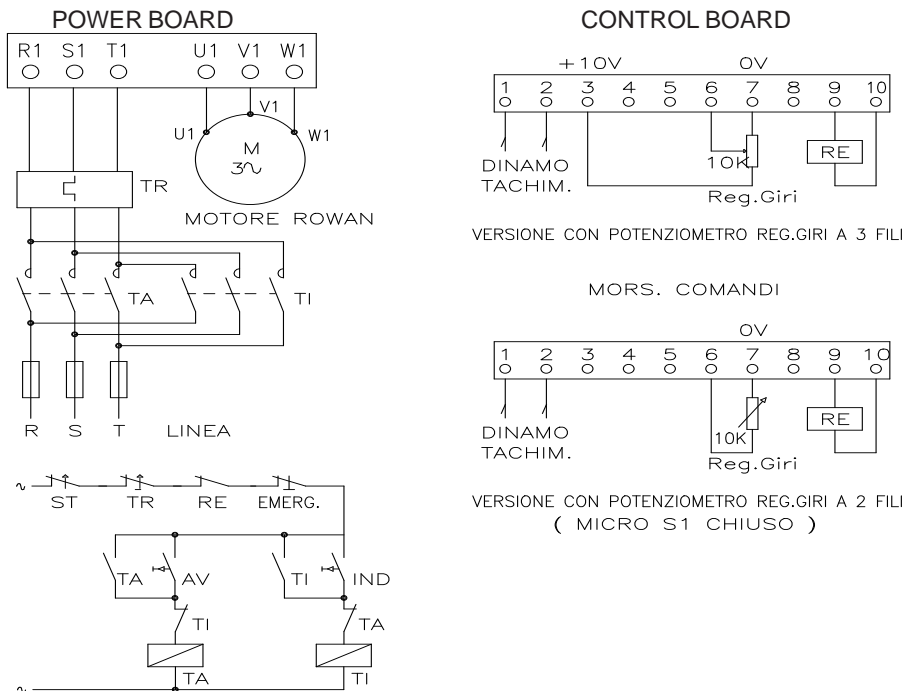 POWER BOARD
R1 S1 T1 U1 V1 W1
V1
U1 W1
M
3~
TR
MOTORE ROWAN
TA TI
R S T LINEA
~ ST TR RE EMERG.
TA AV TI IND
TI TA
TA TI
~
CONTROL BOARD
+10V 0V
1 2 3 4 5 6 7 8 9 10
DINAMO
TACHIM.
10K
RE
Reg.Giri
VERSIONE CON POTENZIOMETRO REG.GIRI A 3 FILI
MORS. COMANDI
0V
1 2 3 4 5 6 7 8 9 10
DINAMO
TACHIM.
10K
RE
Reg.Giri
VERSIONE CON POTENZIOMETRO REG.GIRI A 2 FILI
( MICRO S1 CHIUSO )